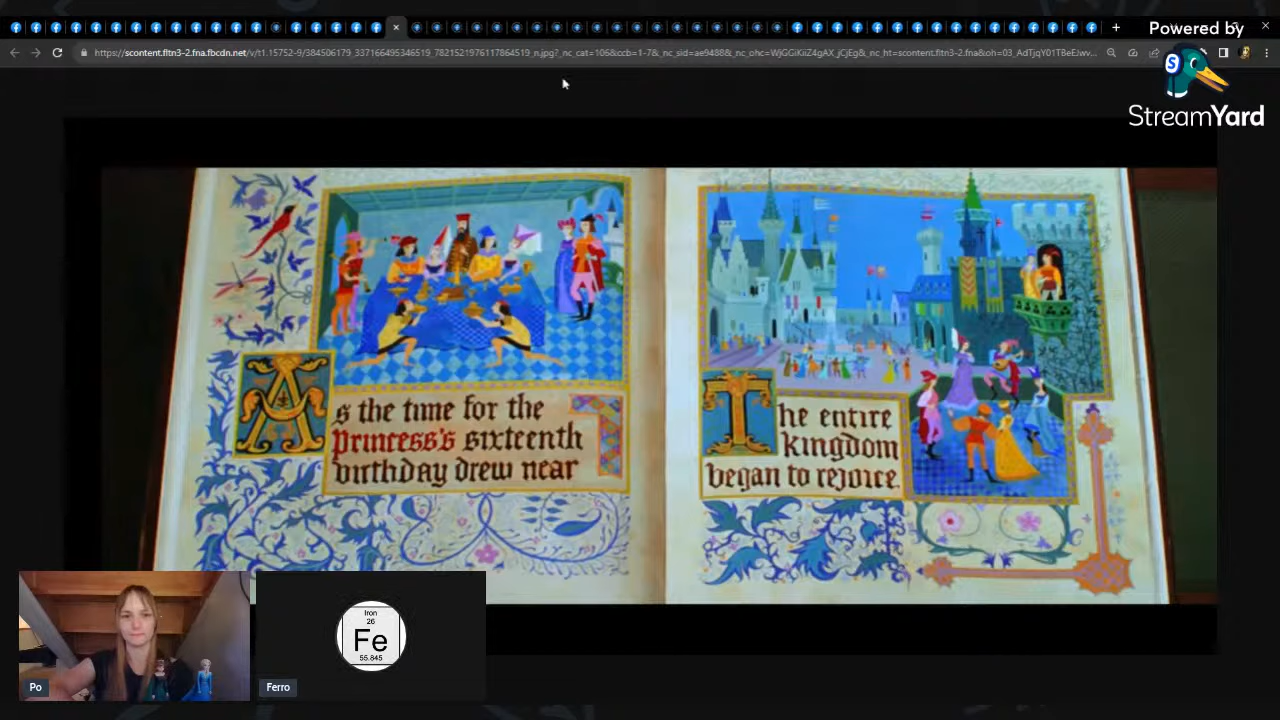 Powered by
StreamYard
As the time for the
princess's sixteenth
birthday drew near
The entire
kingdom
began to rejoice.
Po
Iron
26
Fe
55.845
Ferro